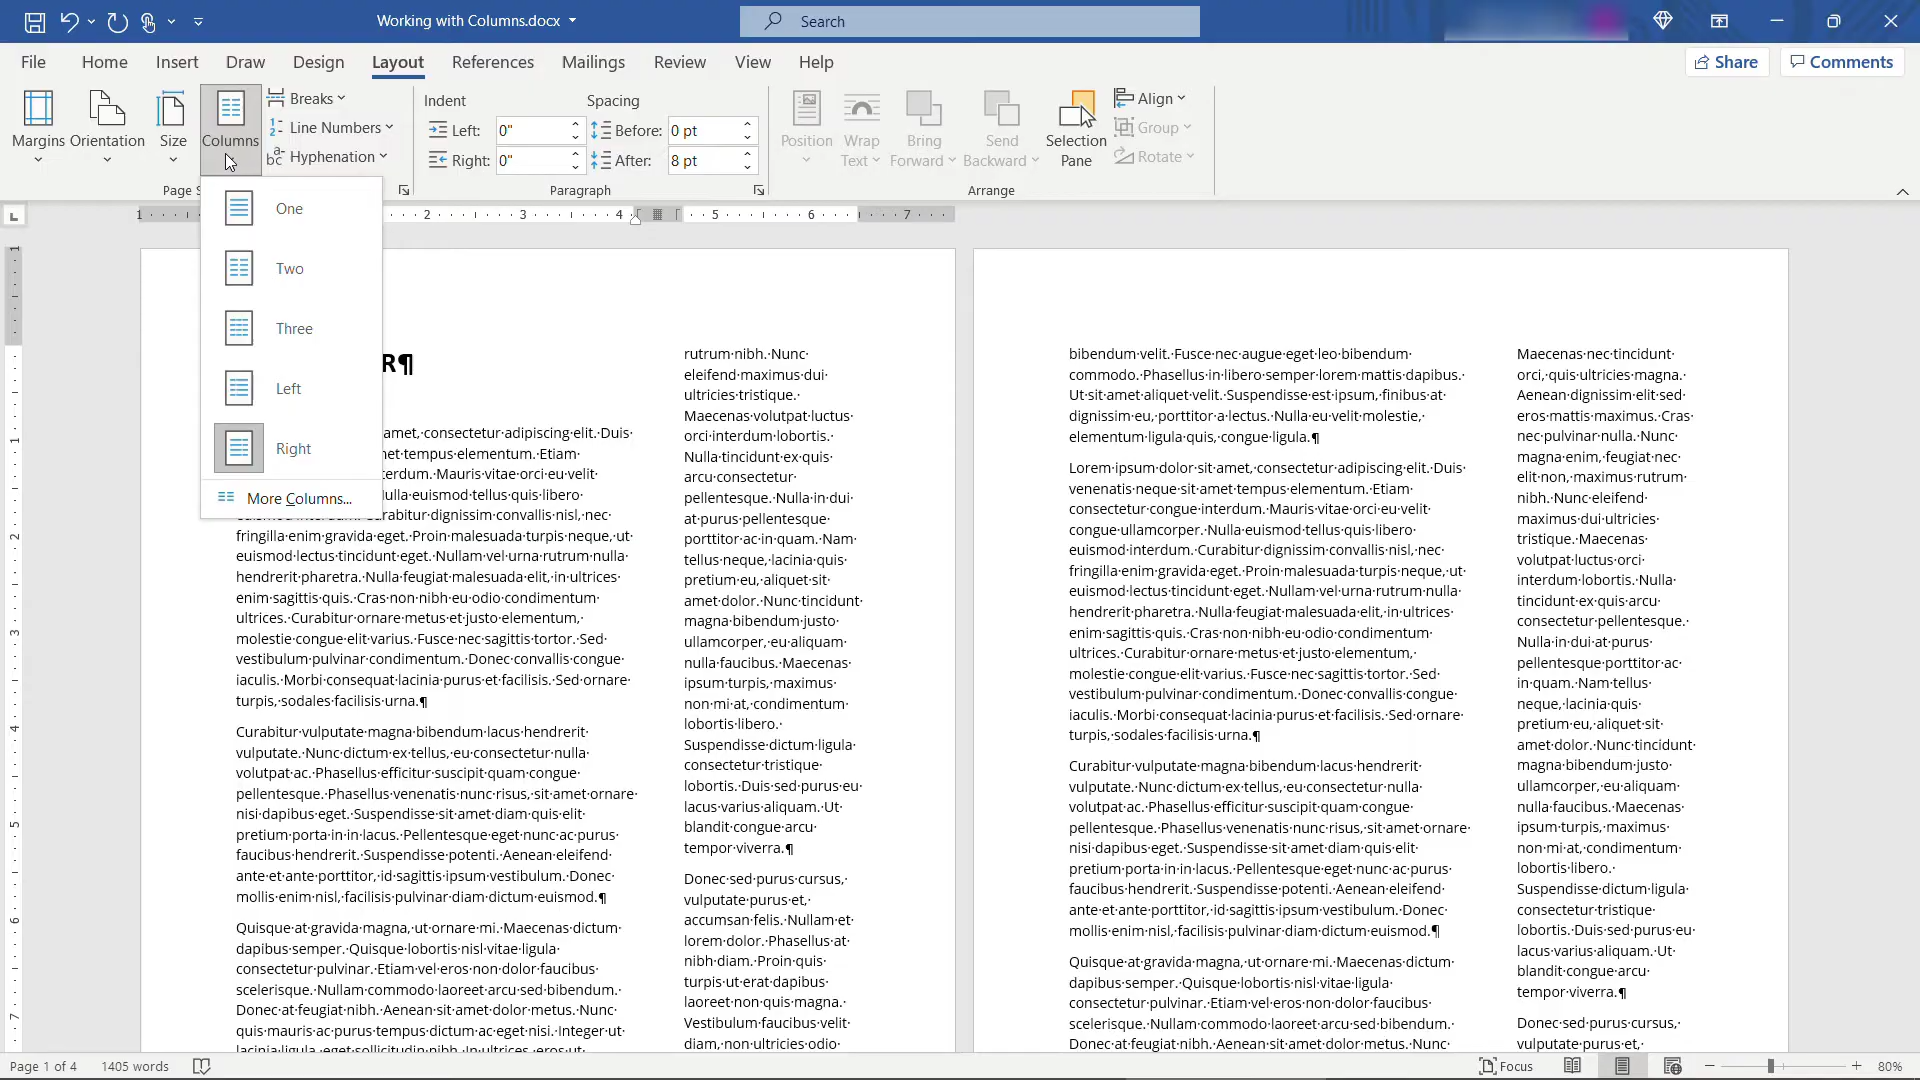 Working with Columns.docx
Search
File Home Insert Draw Design Layout References Mailings Review View Help
Share Comments
Margins Orientation Size Columns
Breaks
Line Numbers
Hyphenation
Page S
Indent Spacing
Left: 0" Before: 0 pt
Right: 0" After: 8 pt
Paragraph
Position Wrap Text Bring Forward Send Backward Selection Pane
Align
Group
Rotate
Arrange
One
Two
Three
Left
Right
More Columns...
1 2 3 4 5 6 7
1 1 2 3 4 5 6 7
R¶
amet,·consectetur·adipiscing·elit.·Duis·
et·tempus·elementum.·Etiam·
erdum.·Mauris·vitae·orci·eu·velit·
ulla·euismod·tellus·quis·libero·
euismod·interdum.·Curabitur·dignissim·convallis·nisl,·nec·
fringilla·enim·gravida·eget.·Proin·malesuada·turpis·neque,·ut·
euismod·lectus·tincidunt·eget.·Nullam·vel·urna·rutrum·nulla·
hendrerit·pharetra.·Nulla·feugiat·malesuada·elit,·in·ultrices·
enim·sagittis·quis.·Cras·non·nibh·eu·odio·condimentum·
ultrices.·Curabitur·ornare·metus·et·justo·elementum,·
molestie·congue·elit·varius.·Fusce·nec·sagittis·tortor.·Sed·
vestibulum·pulvinar·condimentum.·Donec·convallis·congue·
iaculis.·Morbi·consequat·lacinia·purus·et·facilisis.·Sed·ornare·
turpis,·sodales·facilisis·urna.¶
Curabitur·vulputate·magna·bibendum·lacus·hendrerit·
vulputate.·Nunc·dictum·ex·tellus,·eu·consectetur·nulla·
volutpat·ac.·Phasellus·efficitur·suscipit·quam·congue·
pellentesque.·Phasellus·venenatis·nunc·risus,·sit·amet·ornare·
nisi·dapibus·eget.·Suspendisse·sit·amet·diam·quis·elit·
pretium·porta·in·in·lacus.·Pellentesque·eget·nunc·ac·purus·
faucibus·hendrerit.·Suspendisse·potenti.·Aenean·eleifend·
ante·et·ante·porttitor,·id·sagittis·ipsum·vestibulum.·Donec·
mollis·enim·nisl,·facilisis·pulvinar·diam·dictum·euismod.¶
Quisque·at·gravida·magna,·ut·ornare·mi.·Maecenas·dictum·
dapibus·semper.·Quisque·lobortis·nisl·vitae·ligula·
consectetur·pulvinar.·Etiam·vel·eros·non·dolor·faucibus·
scelerisque.·Nullam·commodo·laoreet·arcu·sed·bibendum.·
Donec·at·feugiat·nibh.·Aenean·sit·amet·dolor·metus.·Nunc·
quis·mauris·ac·purus·tempus·dictum·ac·eget·nisi.·Integer·ut·
lacinia·ligula,·eget·sollicitudin·nibh.·In·ultrices,·eros·ut·
rutrum·nibh.·Nunc·
eleifend·maximus·dui·
ultricies·tristique.·
Maecenas·volutpat·luctus·
orci·interdum·lobortis.·
Nulla·tincidunt·ex·quis·
arcu·consectetur·
pellentesque.·Nulla·in·dui·
at·purus·pellentesque·
porttitor·ac·in·quam.·Nam·
tellus·neque,·lacinia·quis·
pretium·eu,·aliquet·sit·
amet·dolor.·Nunc·tincidunt·
magna·bibendum·justo·
ullamcorper,·eu·aliquam·
nulla·faucibus.·Maecenas·
ipsum·turpis,·maximus·
non·mi·at,·condimentum·
lobortis·libero.·
Suspendisse·dictum·ligula·
consectetur·tristique·
lobortis.·Duis·sed·purus·eu·
lacus·varius·aliquam.·Ut·
blandit·congue·arcu·
tempor·viverra.¶
Donec·sed·purus·cursus,·
vulputate·purus·et,·
accumsan·felis.·Nullam·et·
lorem·dolor.·Phasellus·at·
nibh·diam.·Proin·quis·
turpis·ut·erat·dapibus·
laoreet·non·quis·magna.·
Vestibulum·faucibus·velit·
diam,·non·ultricies·odio·
bibendum·velit.·Fusce·nec·augue·eget·leo·bibendum·
commodo.·Phasellus·in·libero·semper·lorem·mattis·dapibus.·
Ut·sit·amet·aliquet·velit.·Suspendisse·est·ipsum,·finibus·at·
dignissim·eu,·porttitor·a·lectus.·Nulla·eu·velit·molestie,·
elementum·ligula·quis,·congue·ligula.¶
Lorem·ipsum·dolor·sit·amet,·consectetur·adipiscing·elit.·Duis·
venenatis·neque·sit·amet·tempus·elementum.·Etiam·
consectetur·congue·interdum.·Mauris·vitae·orci·eu·velit·
congue·ullamcorper.·Nulla·euismod·tellus·quis·libero·
euismod·interdum.·Curabitur·dignissim·convallis·nisl,·nec·
fringilla·enim·gravida·eget.·Proin·malesuada·turpis·neque,·ut·
euismod·lectus·tincidunt·eget.·Nullam·vel·urna·rutrum·nulla·
hendrerit·pharetra.·Nulla·feugiat·malesuada·elit,·in·ultrices·
enim·sagittis·quis.·Cras·non·nibh·eu·odio·condimentum·
ultrices.·Curabitur·ornare·metus·et·justo·elementum,·
molestie·congue·elit·varius.·Fusce·nec·sagittis·tortor.·Sed·
vestibulum·pulvinar·condimentum.·Donec·convallis·congue·
iaculis.·Morbi·consequat·lacinia·purus·et·facilisis.·Sed·ornare·
turpis,·sodales·facilisis·urna.¶
Curabitur·vulputate·magna·bibendum·lacus·hendrerit·
vulputate.·Nunc·dictum·ex·tellus,·eu·consectetur·nulla·
volutpat·ac.·Phasellus·efficitur·suscipit·quam·congue·
pellentesque.·Phasellus·venenatis·nunc·risus,·sit·amet·ornare·
nisi·dapibus·eget.·Suspendisse·sit·amet·diam·quis·elit·
pretium·porta·in·in·lacus.·Pellentesque·eget·nunc·ac·purus·
faucibus·hendrerit.·Suspendisse·potenti.·Aenean·eleifend·
ante·et·ante·porttitor,·id·sagittis·ipsum·vestibulum.·Donec·
mollis·enim·nisl,·facilisis·pulvinar·diam·dictum·euismod.¶
Quisque·at·gravida·magna,·ut·ornare·mi.·Maecenas·dictum·
dapibus·semper.·Quisque·lobortis·nisl·vitae·ligula·
consectetur·pulvinar.·Etiam·vel·eros·non·dolor·faucibus·
scelerisque.·Nullam·commodo·laoreet·arcu·sed·bibendum.·
Donec·at·feugiat·nibh.·Aenean·sit·amet·dolor·metus.·Nunc·
Maecenas·nec·tincidunt·
orci,·quis·ultricies·magna.·
Aenean·dignissim·elit·sed·
eros·mattis·maximus.·Cras·
nec·pulvinar·nulla.·Nunc·
magna·enim,·feugiat·nec·
elit·non,·maximus·rutrum·
nibh.·Nunc·eleifend·
maximus·dui·ultricies·
tristique.·Maecenas·
volutpat·luctus·orci·
interdum·lobortis.·Nulla·
tincidunt·ex·quis·arcu·
consectetur·pellentesque.·
Nulla·in·dui·at·purus·
pellentesque·porttitor·ac·
in·quam.·Nam·tellus·
neque,·lacinia·quis·
pretium·eu,·aliquet·sit·
amet·dolor.·Nunc·tincidunt·
magna·bibendum·justo·
ullamcorper,·eu·aliquam·
nulla·faucibus.·Maecenas·
ipsum·turpis,·maximus·
non·mi·at,·condimentum·
lobortis·libero.·
Suspendisse·dictum·ligula·
consectetur·tristique·
lobortis.·Duis·sed·purus·eu·
lacus·varius·aliquam.·Ut·
blandit·congue·arcu·
tempor·viverra.¶
Donec·sed·purus·cursus,·
vulputate·purus·et,·
Page 1 of 4 1405 words Focus 80%